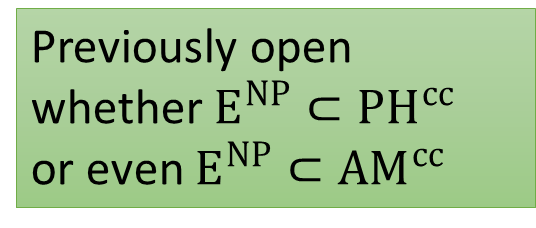 Previously open
whether E^NP ⊂ PH^cc
or even E^NP ⊂ AM^cc